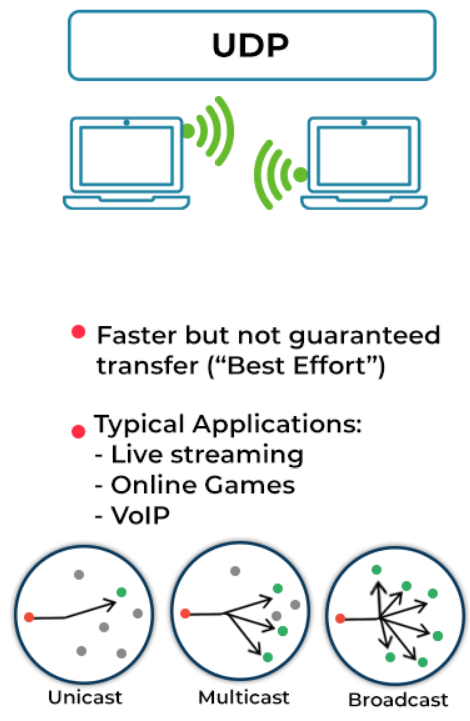 UDP
Faster but not guaranteed
transfer (“Best Effort”)
Typical Applications:
- Live streaming
- Online Games
- VoIP
Unicast
Multicast
Broadcast